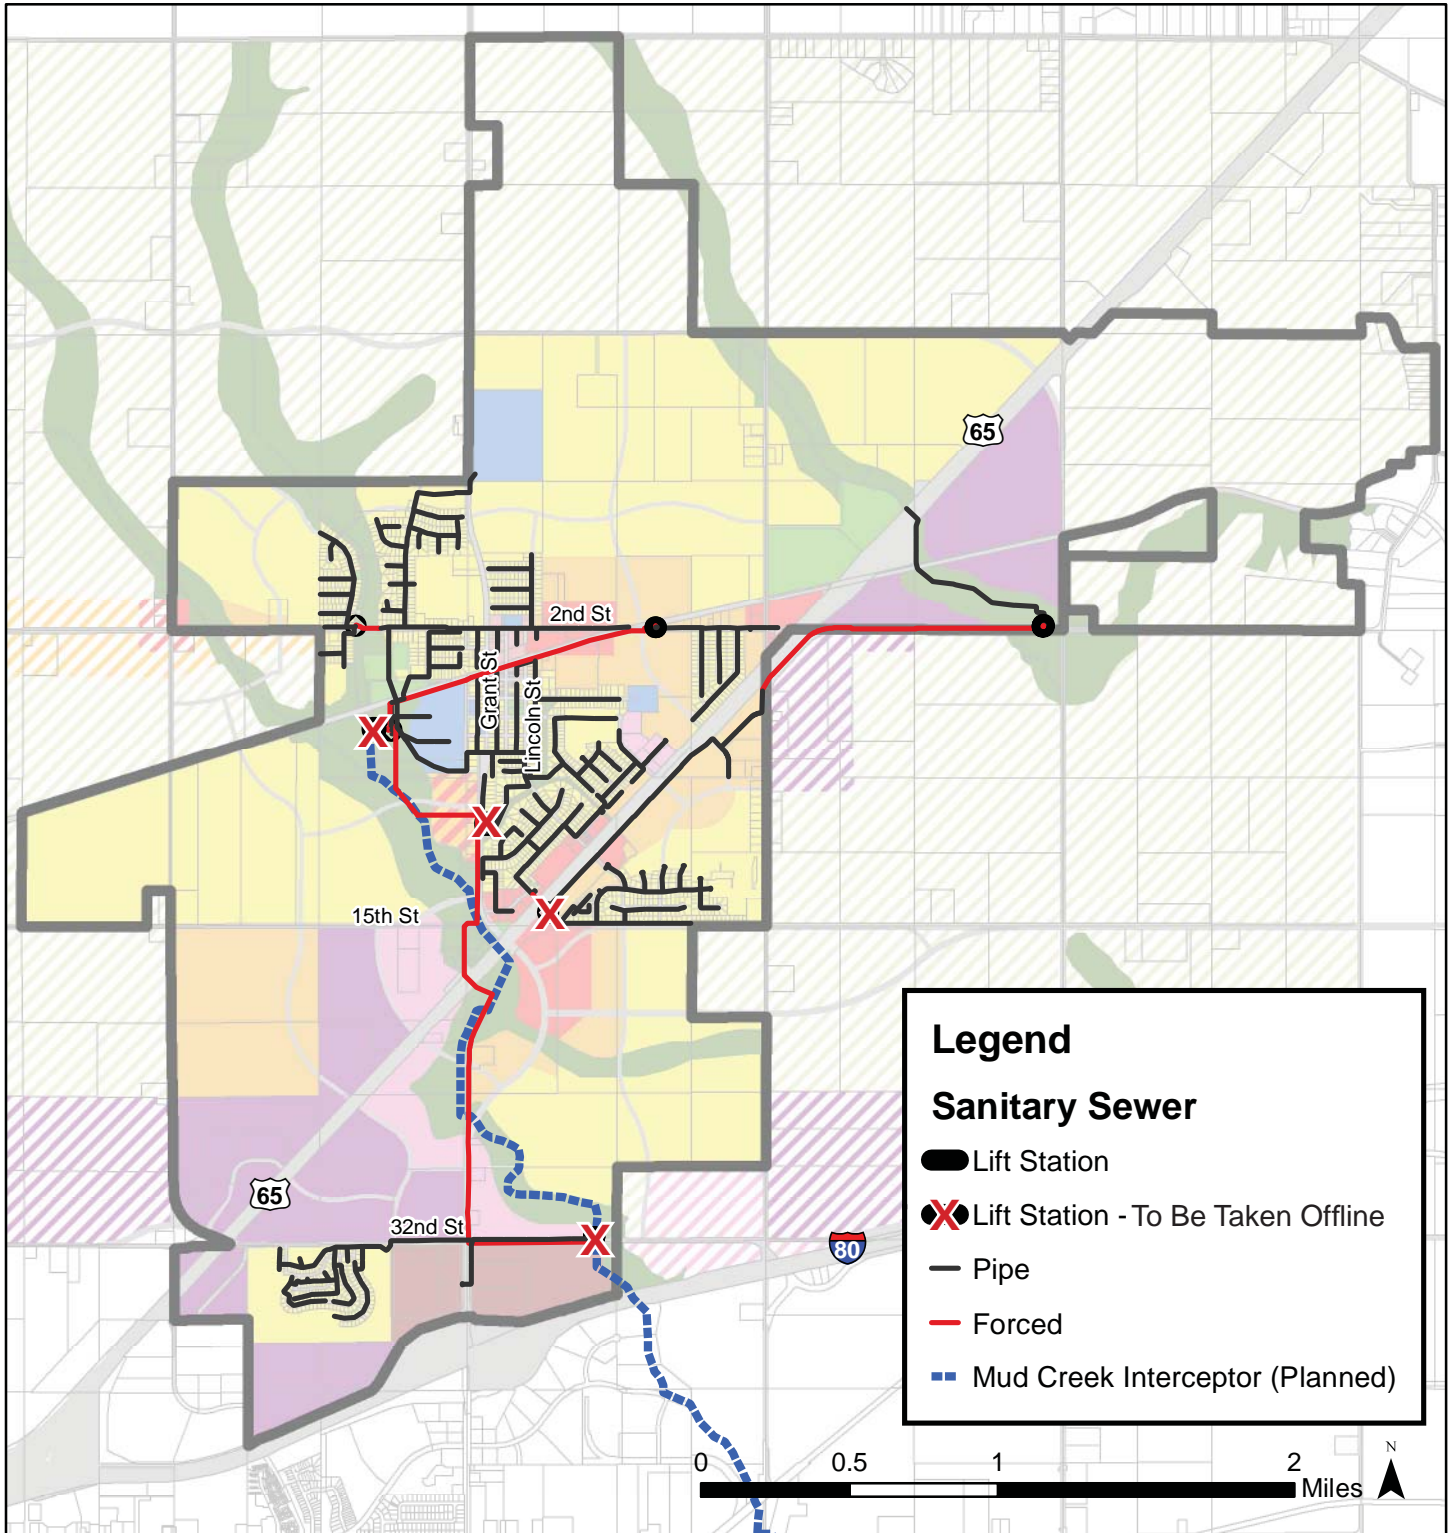 65
2nd St
Grant St
Lincoln St
15th St
65
32nd St
80
Legend
Sanitary Sewer
Lift Station
Lift Station - To Be Taken Offline
Pipe
Forced
Mud Creek Interceptor (Planned)
0 0.5 1 2
Miles
N